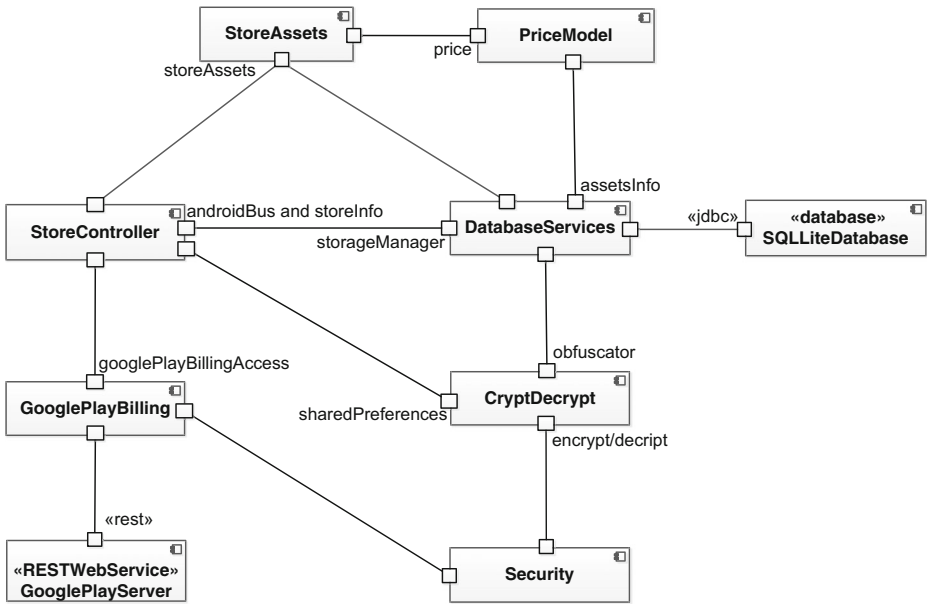 StoreAssets
PriceModel
price
storeAssets
assetsInfo
androidBus and storeInfo
StoreController
storageManager
DatabaseServices
«jdbc»
«database»
SQLLiteDatabase
googlePlayBillingAccess
obfuscator
GooglePlayBilling
sharedPreferences
CryptDecrypt
encrypt/decript
«rest»
«RESTWebService»
GooglePlayServer
Security